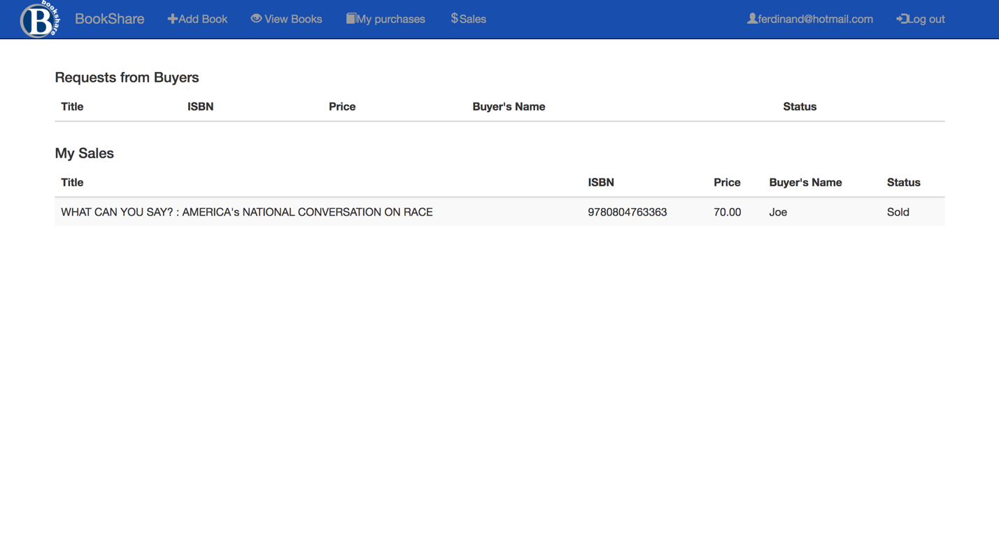 B bookshare BookShare Add Book View Books My purchases $ Sales ferdinand@hotmail.com Log out
Requests from Buyers
Title ISBN Price Buyer's Name Status
My Sales
Title ISBN Price Buyer's Name Status
WHAT CAN YOU SAY? : AMERICA's NATIONAL CONVERSATION ON RACE 9780804763363 70.00 Joe Sold